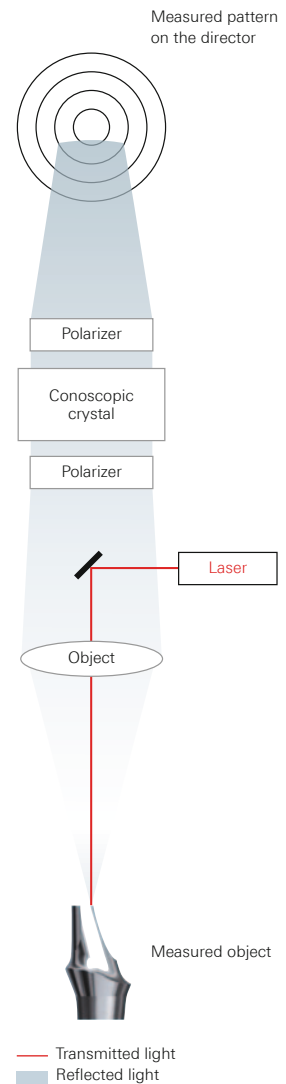 Measured pattern
on the director
Polarizer
Conoscopic
crystal
Polarizer
Laser
Object
Measured object
Transmitted light
Reflected light